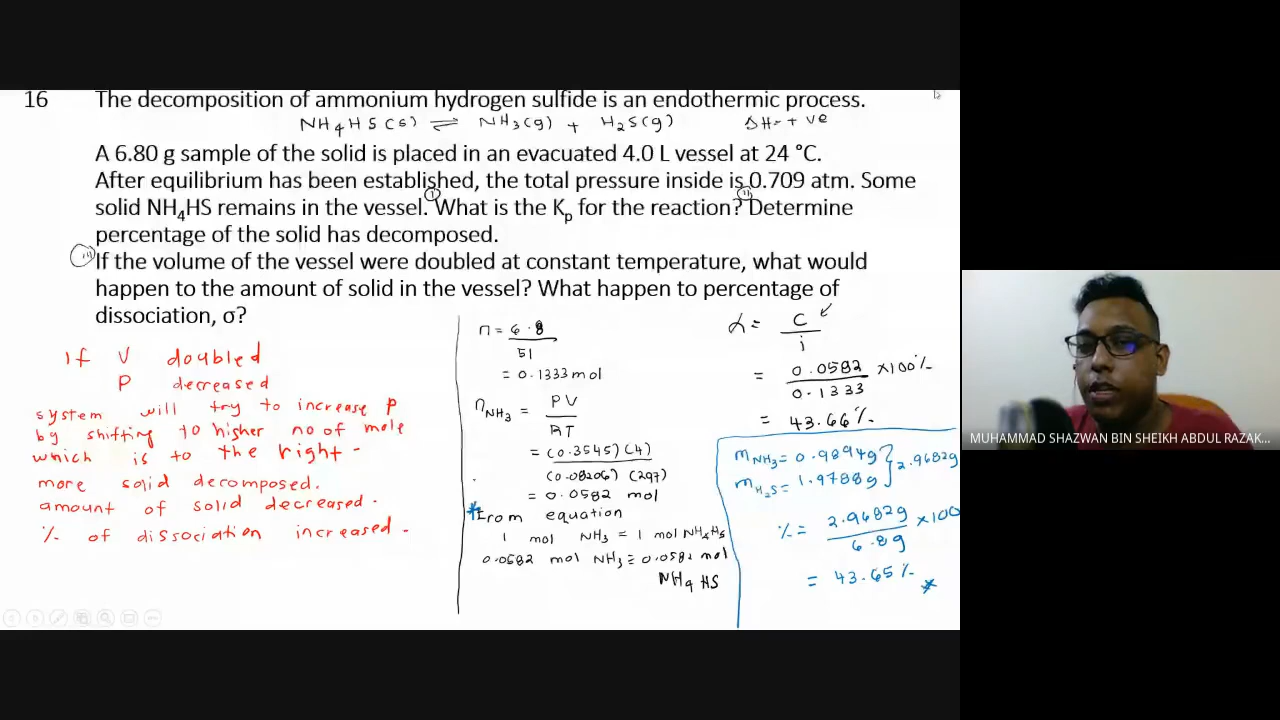 16 The decomposition of ammonium hydrogen sulfide is an endothermic process.
NH4HS(s) ⇌ NH3(g) + H2S(g) ΔH = +ve
A 6.80 g sample of the solid is placed in an evacuated 4.0 L vessel at 24 °C.
After equilibrium has been established, the total pressure inside is 0.709 atm. Some
solid NH4HS remains in the vessel. (i) What is the Kp for the reaction? (ii) Determine
percentage of the solid has decomposed.
(iii) If the volume of the vessel were doubled at constant temperature, what would
happen to the amount of solid in the vessel? What happen to percentage of
dissociation, σ?
If V doubled
P decreased
system will try to increase P
by shifting to higher no of mole
which is to the right -
more solid decomposed.
amount of solid decreased.
% of dissociation increased.
n = 6.8
51
= 0.1333 mol
nNH3 = PV
RT
= (0.3545)(4)
(0.08206)(297)
= 0.0582 mol
* From equation
1 mol NH3 = 1 mol NH4HS
0.0582 mol NH3 = 0.0582 mol
NH4HS
α = C
i
= 0.0582 ×100%
0.1333
= 43.66%
mNH3 = 0.9894g } 2.9682g
mH2S = 1.9788g
% = 2.9682g ×100
6.8g
= 43.65% *
MUHAMMAD SHAZWAN BIN SHEIKH ABDUL RAZAK...